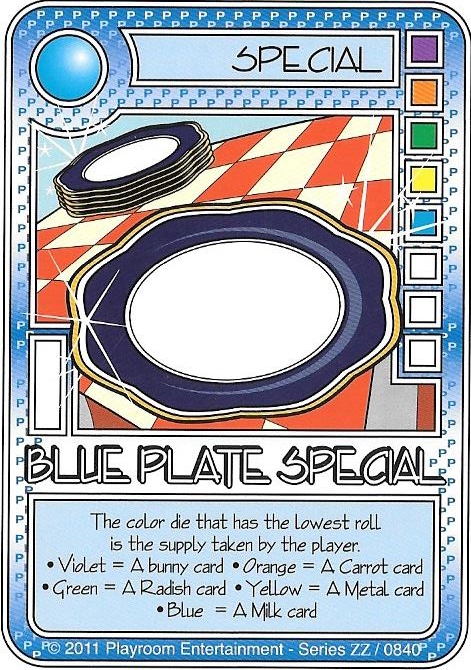 SPECIAL
BLUE PLATE SPECIAL
The color die that has the lowest roll
is the supply taken by the player.
• Violet = A bunny card • Orange = A Carrot card
• Green = A Radish card • Yellow = A Metal card
• Blue = A Milk card
© 2011 Playroom Entertainment - Series ZZ / 0840